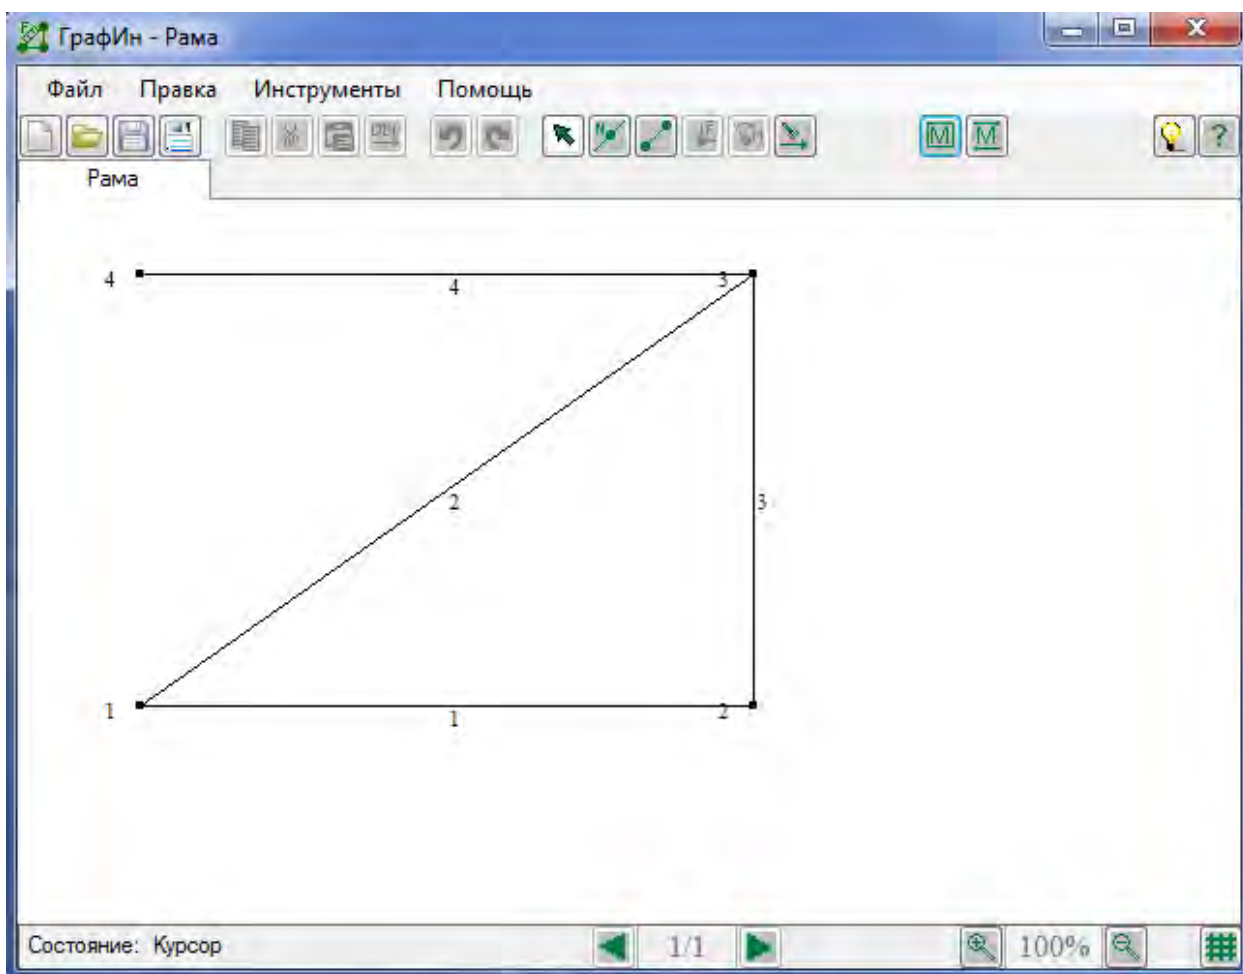 ГрафИн - Рама
Файл Правка Инструменты Помощь
M M ?
Рама
4 4 3
2 3
1 1 2
Состояние: Курсор 1/1 100%